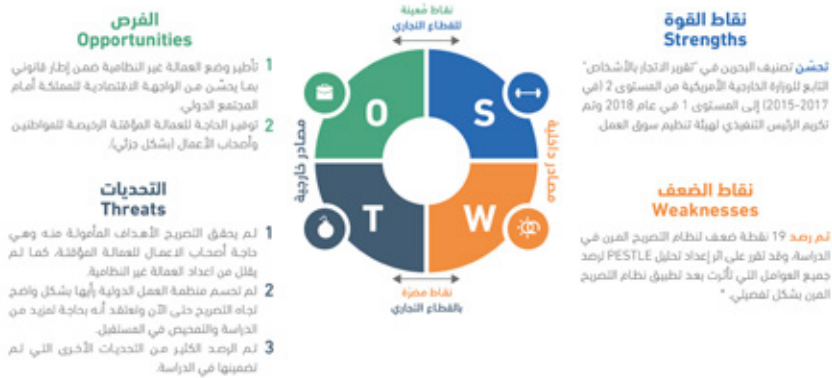 نقاط القوة
Strengths
تحسّن تصنيف البحرين في "تقرير الاتجار بالأشخاص"
التابع للوزارة الخارجية الأمريكية من المستوى 2 (في
2015-2017) إلى المستوى 1 في عام 2018 وتم
تكريم الرئيس التنفيذي لهيئة تنظيم سوق العمل.
نقاط مُعينة
للقطاع التجاري
الفرص
Opportunities
1 تأطير وضع العمالة غير النظامية ضمن إطار قانوني
بما يحسّن من الواجهة الاقتصادية للمملكة أمام
المجتمع الدولي.
2 توفير الحاجة للعمالة المؤقتة الرخيصة للمواطنين
وأصحاب الأعمال (بشكل جزئي).
S
O
W
T
مصادر داخلية
مصادر خارجية
نقاط الضعف
Weaknesses
تم رصد 19 نقطة ضعف لنظام التصريح المرن في
الدراسة، وقد تقرر على اثر إعداد تحليل PESTLE لرصد
جميع العوامل التي تأثرت بعد تطبيق نظام التصريح
المرن بشكل تفصيلي. *
نقاط مضرّة
بالقطاع التجاري
التحديات
Threats
1 لم يحقق التصريح الأهداف المأمولة منه وهي
حاجة أصحاب الاعمال للعمالة المؤقتة، كما لم
يقلل من اعداد العمالة غير النظامية.
2 لم تحسم منظمة العمل الدولية رأيها بشكل واضح
تجاه التصريح حتى الآن وتعتقد أنه بحاجة لمزيد من
الدراسة والتمحيص في المستقبل.
3 تم الرصد الكثير من التحديات الأخرى التي تم
تضمينها في الدراسة.